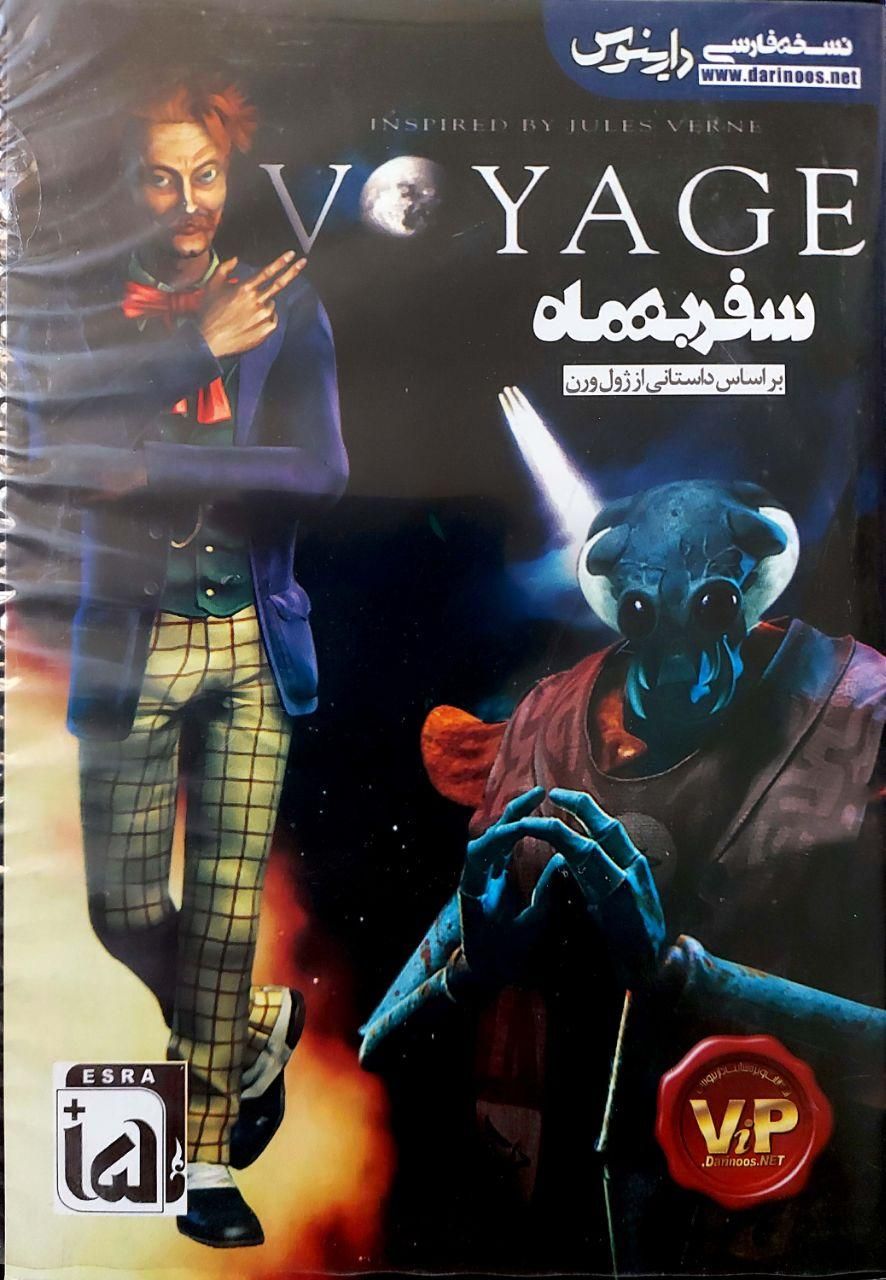 نسخه فارسی دارینوس
www.darinoos.net
INSPIRED BY JULES VERNE
VOYAGE
سفر به ماه
بر اساس داستانی از ژول ورن
ESRA
+۱۵
ViP
.Darinoos.NET